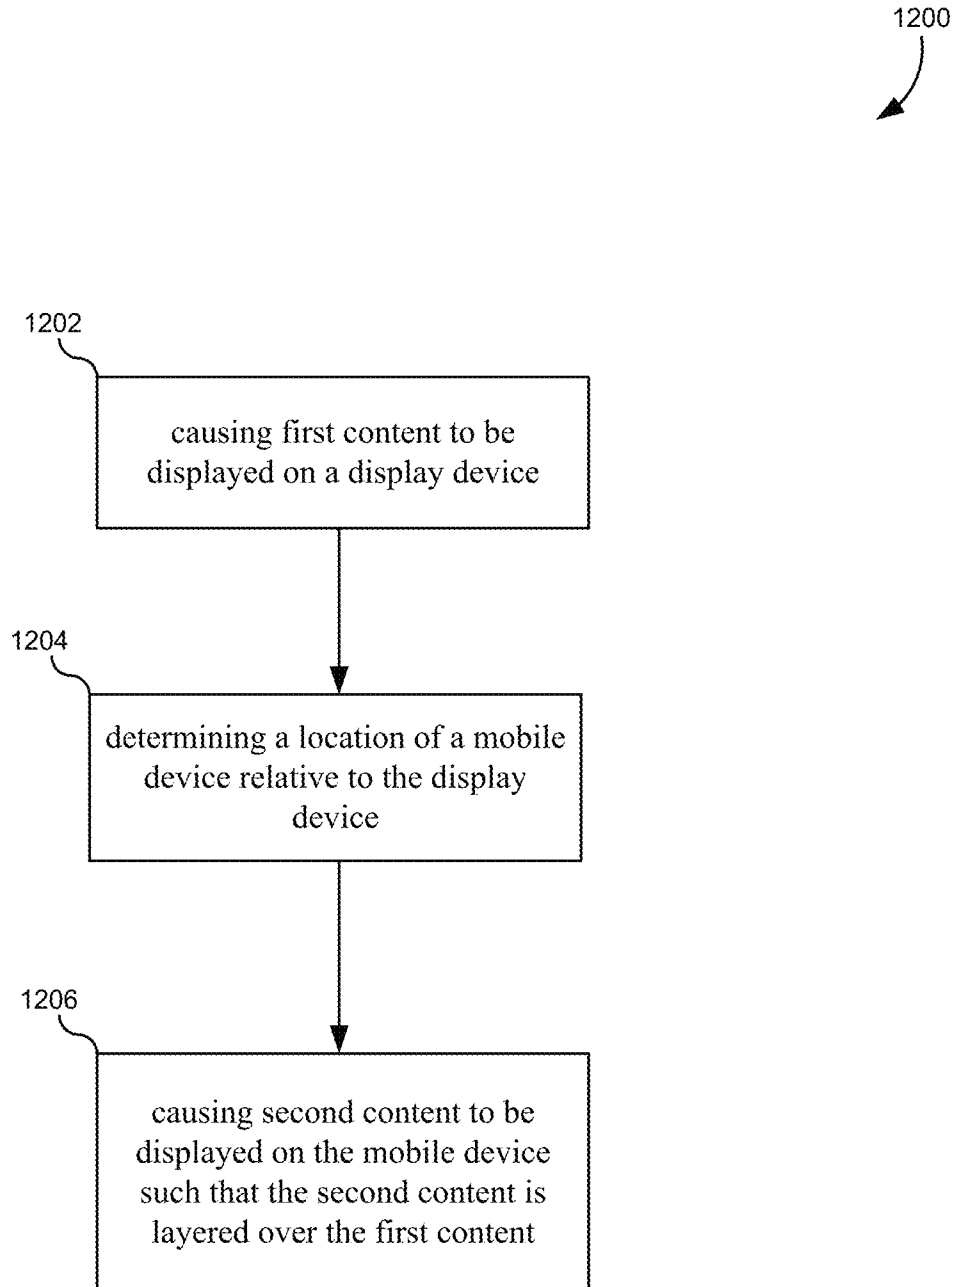 1200
1202
causing first content to be
displayed on a display device
1204
determining a location of a mobile
device relative to the display
device
1206
causing second content to be
displayed on the mobile device
such that the second content is
layered over the first content